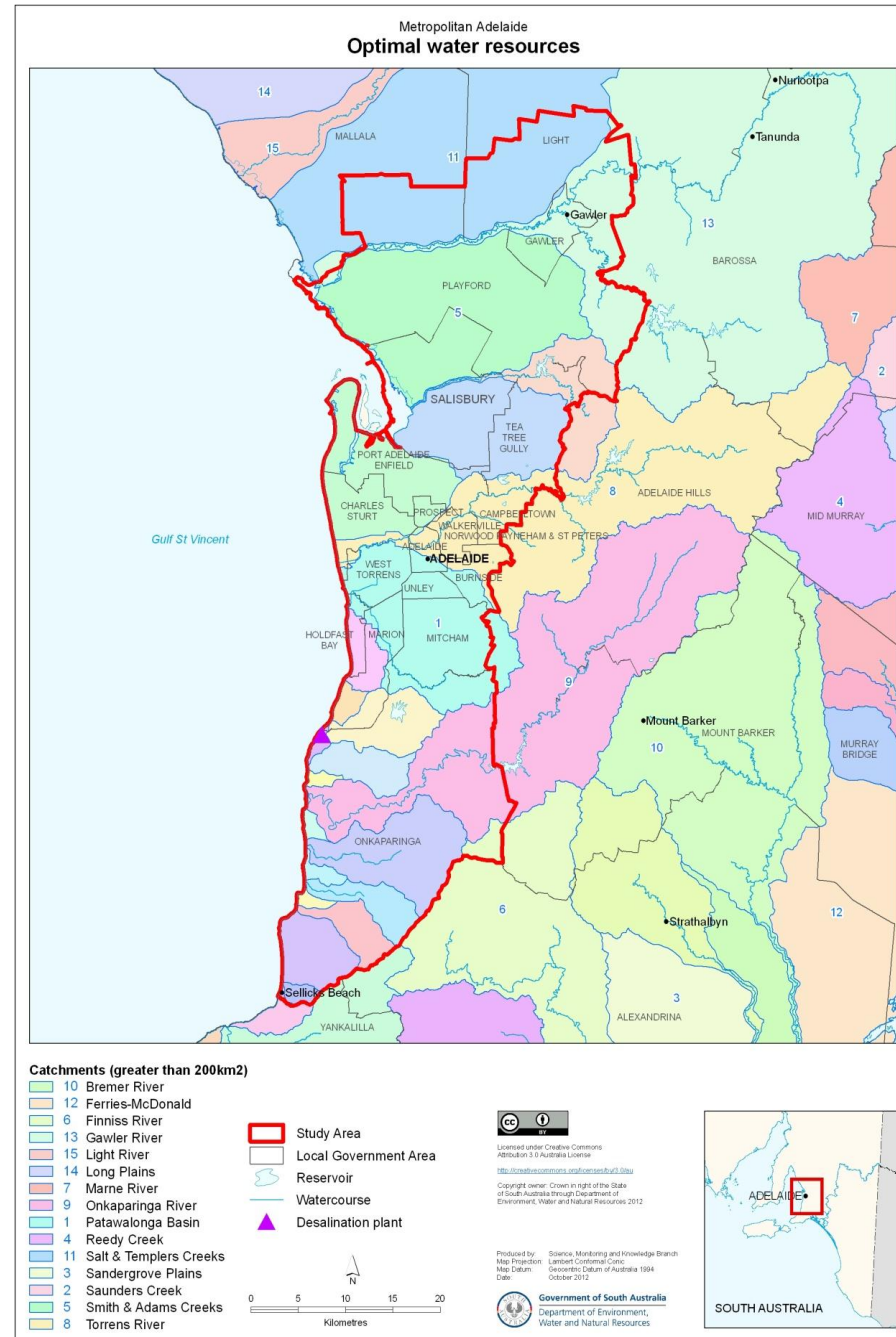 Metropolitan Adelaide
Optimal water resources
Nuriootpa
14
MALLALA
15
11
LIGHT
Tanunda
Gawler
13
GAWLER
BAROSSA
PLAYFORD
5
7
2
SALISBURY
TEA
TREE
GULLY
PORT ADELAIDE
ENFIELD
8
ADELAIDE HILLS
4
MID MURRAY
CHARLES
STURT
PROSPECT
CAMPBELLTOWN
WALKERVILLE
NORWOOD PAYNEHAM & ST PETERS
Gulf St Vincent
ADELAIDE
ADELAIDE
WEST
TORRENS
BURNSIDE
UNLEY
1
HOLDFAST
BAY
MARION
MITCHAM
9
Mount Barker
MOUNT BARKER
10
MURRAY
BRIDGE
ONKAPARINGA
6
12
Strathalbyn
Sellicks Beach
3
ALEXANDRINA
YANKALILLA
Catchments (greater than 200km2)
10 Bremer River
12 Ferries-McDonald
6 Finniss River
13 Gawler River
15 Light River
14 Long Plains
7 Marne River
9 Onkaparinga River
1 Patawalonga Basin
4 Reedy Creek
11 Salt & Templers Creeks
3 Sandergrove Plains
2 Saunders Creek
5 Smith & Adams Creeks
8 Torrens River
Study Area
Local Government Area
Reservoir
Watercourse
Desalination plant
N
0 5 10 15 20
Kilometres
cc
BY
Licensed under Creative Commons
Attribution 3.0 Australia License
http://creativecommons.org/licenses/by/3.0/au
Copyright owner: Crown in right of the State
of South Australia through Department of
Environment, Water and Natural Resources 2012
Produced by: Science, Monitoring and Knowledge Branch
Map Projection: Lambert Conformal Conic
Map Datum: Geocentric Datum of Australia 1994
Date: October 2012
Government of South Australia
Department of Environment,
Water and Natural Resources
ADELAIDE
SOUTH AUSTRALIA